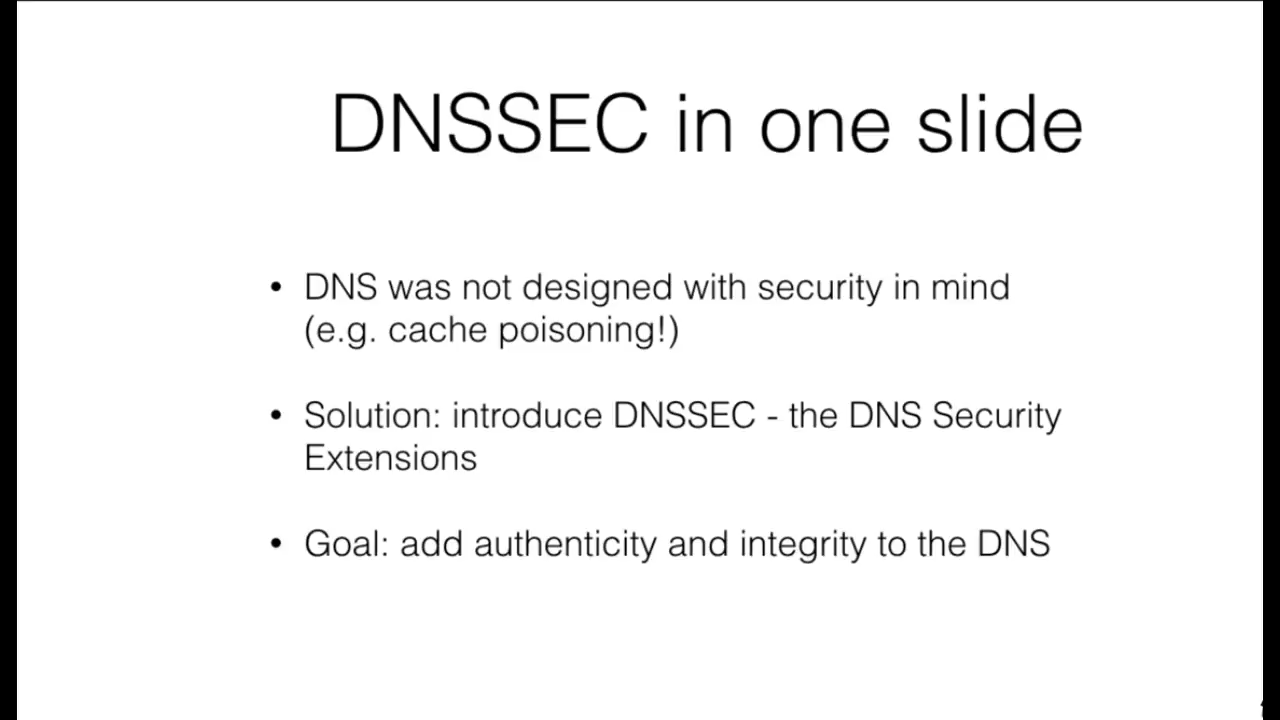 DNSSEC in one slide
• DNS was not designed with security in mind
(e.g. cache poisoning!)
• Solution: introduce DNSSEC - the DNS Security
Extensions
• Goal: add authenticity and integrity to the DNS